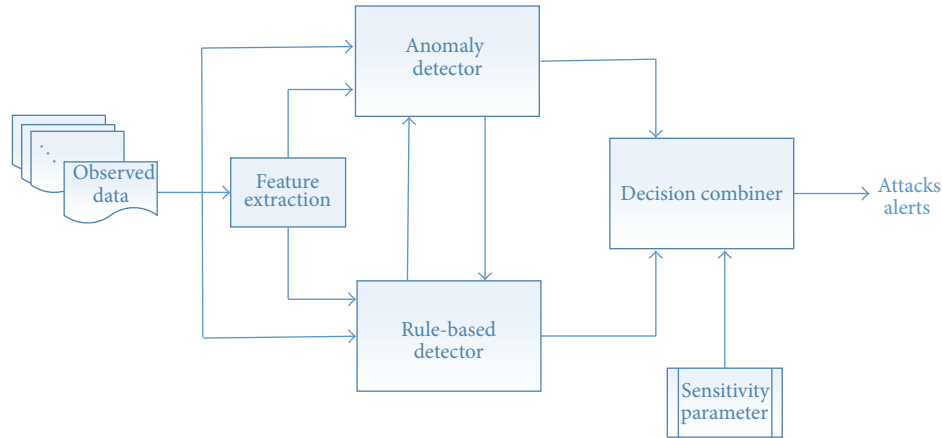 Anomaly
detector
Observed
data
Feature
extraction
Decision combiner
Attacks
alerts
Rule-based
detector
Sensitivity
parameter